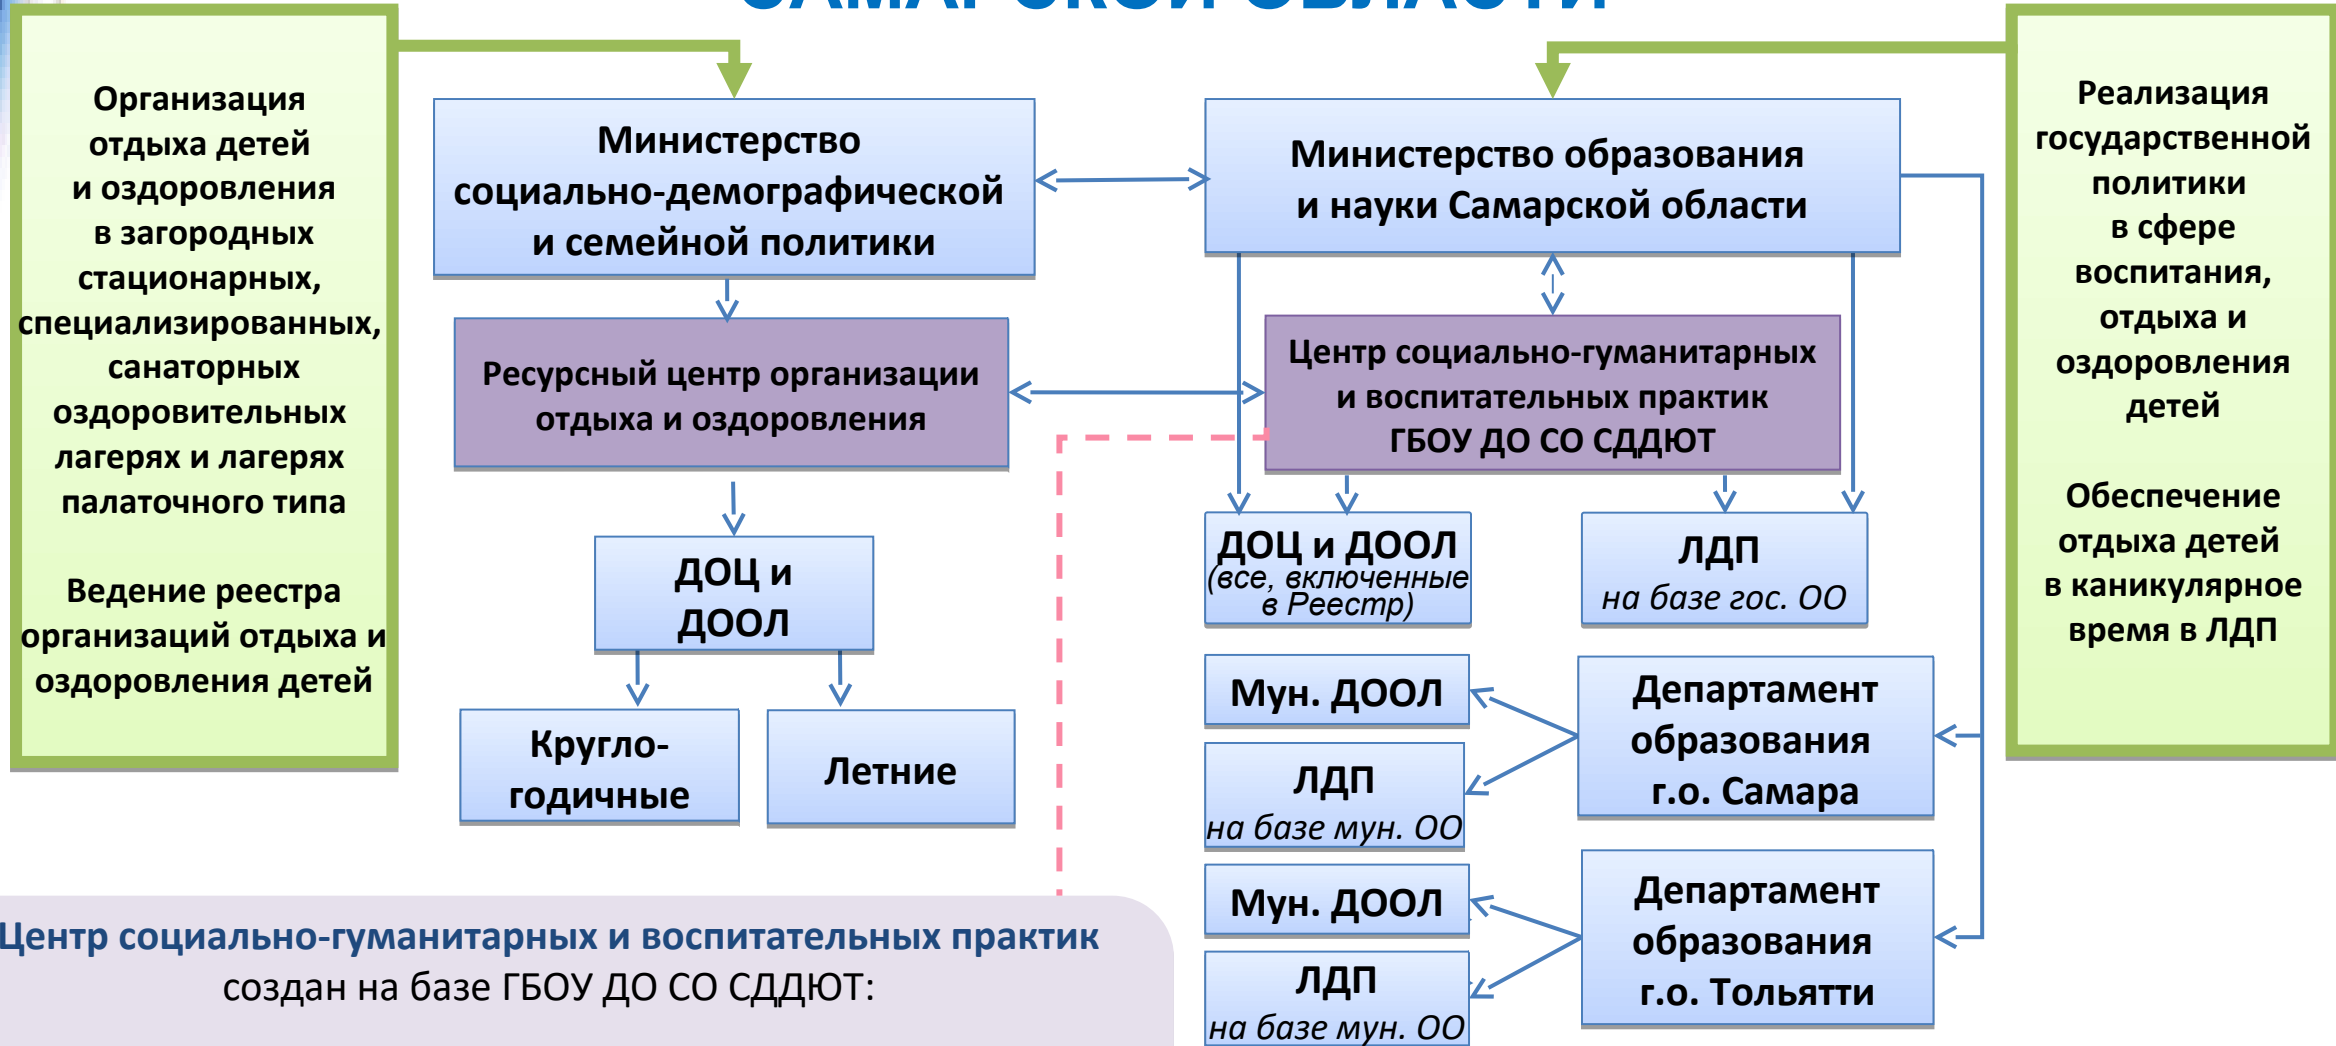 САМАРСКОЙ ОБЛАСТИ
Организация
отдыха детей
и оздоровления
в загородных
стационарных,
специализированных,
санаторных
оздоровительных
лагерях и лагерях
палаточного типа
Ведение реестра
организаций отдыха и
оздоровления детей
Министерство
социально-демографической
и семейной политики
Ресурсный центр организации
отдыха и оздоровления
ДОЦ и
ДООЛ
Кругло-
годичные
Летние
Министерство образования
и науки Самарской области
Центр социально-гуманитарных
и воспитательных практик
ГБОУ ДО СО СДДЮТ
ДОЦ и ДООЛ
(все, включенные
в Реестр)
ЛДП
на базе гос. ОО
Мун. ДООЛ
ЛДП
на базе мун. ОО
Департамент
образования
г.о. Самара
Мун. ДООЛ
ЛДП
на базе мун. ОО
Департамент
образования
г.о. Тольятти
Реализация
государственной
политики
в сфере
воспитания,
отдыха и
оздоровления
детей
Обеспечение
отдыха детей
в каникулярное
время в ЛДП
Центр социально-гуманитарных и воспитательных практик
создан на базе ГБОУ ДО СО СДДЮТ: